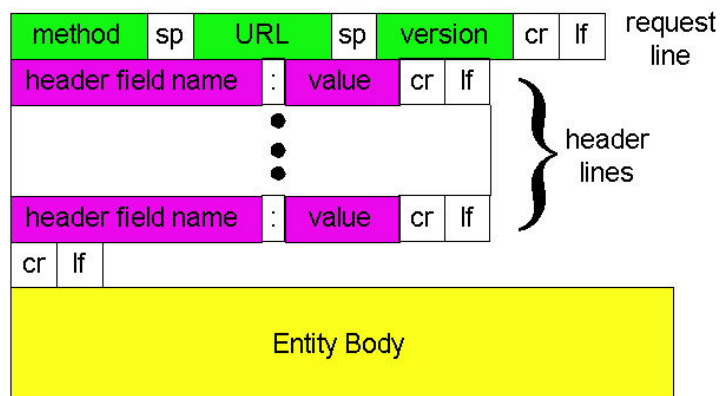 method sp URL sp version cr lf request line
header field name : value cr lf
header lines
header field name : value cr lf
cr lf
Entity Body